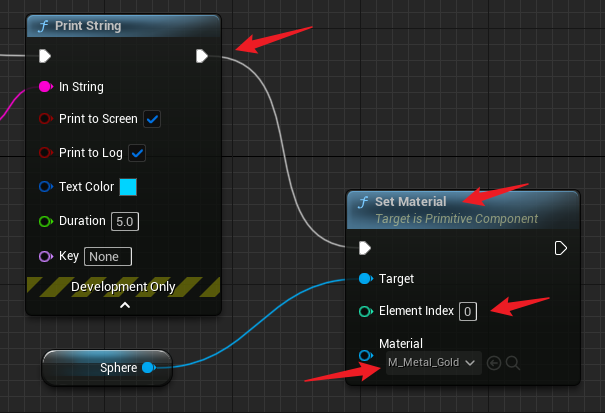 Print String
In String
Print to Screen
Print to Log
Text Color
Duration 5.0
Key None
Development Only
Sphere
Set Material
Target is Primitive Component
Target
Element Index 0
Material
M_Metal_Gold